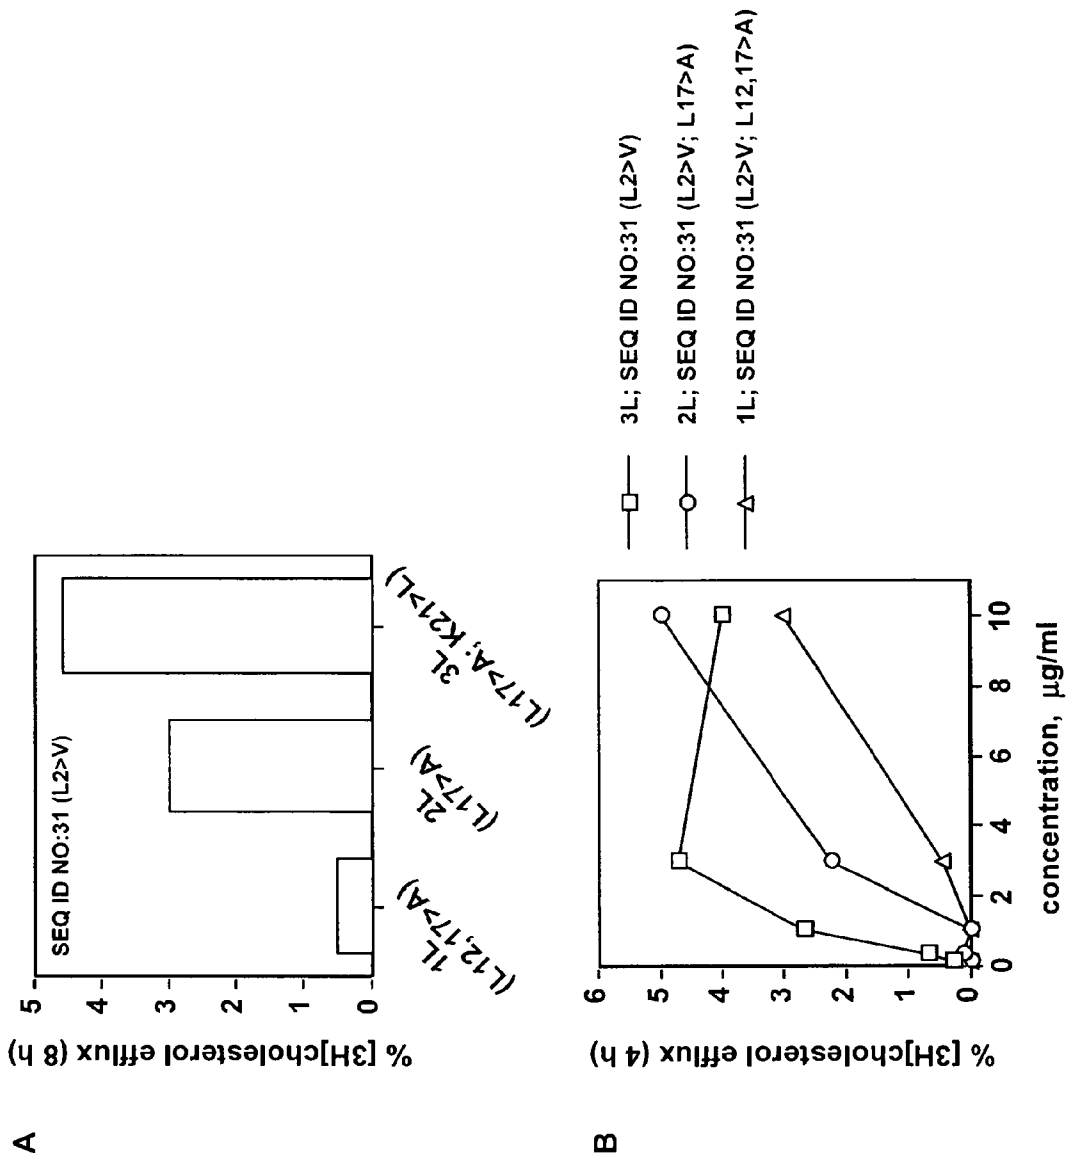 A
% [3H]cholesterol efflux (8 h)
5
4
3
2
1
0
SEQ ID NO:31 (L2>V)
1L
(L12,17>A)
2L
(L17>A)
3L
(L17>A; K21>L)
B
% [3H]cholesterol efflux (4 h)
6
5
4
3
2
1
0
0
2
4
6
8
10
concentration, μg/ml
3L; SEQ ID NO:31 (L2>V)
2L; SEQ ID NO:31 (L2>V; L17>A)
1L; SEQ ID NO:31 (L2>V; L12,17>A)